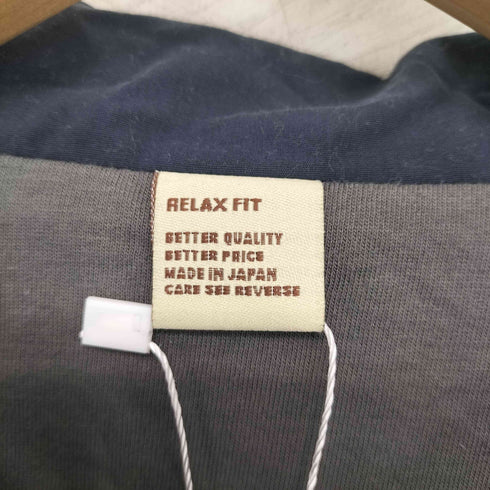 RELAX FIT
BETTER QUALITY
BETTER PRICE
MADE IN JAPAN
CARE SEE REVERSE